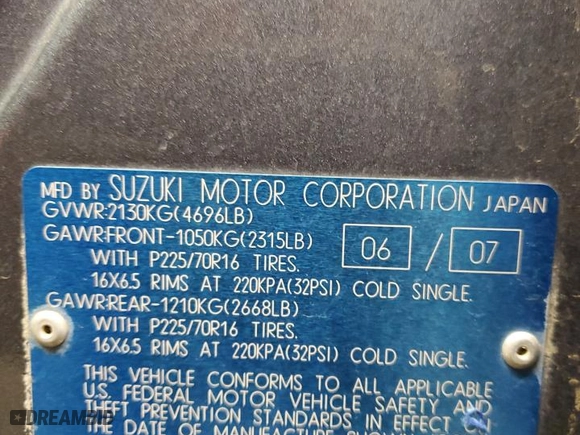 MFD BY SUZUKI MOTOR CORPORATION JAPAN
GVWR:2130KG(4696LB)
GAWR:FRONT-1050KG(2315LB)
06 / 07
WITH P225/70R16 TIRES.
16X6.5 RIMS AT 220KPA(32PSI) COLD SINGLE.
GAWR:REAR-1210KG(2668LB)
WITH P225/70R16 TIRES.
16X6.5 RIMS AT 220KPA(32PSI) COLD SINGLE.
THIS VEHICLE CONFORMS TO ALL APPLICABLE
U.S. FEDERAL MOTOR VEHICLE SAFETY AND
THEFT PREVENTION STANDARDS IN EFFECT ON
THE DATE OF MANUFACTURE SHOWN
DREAMBID